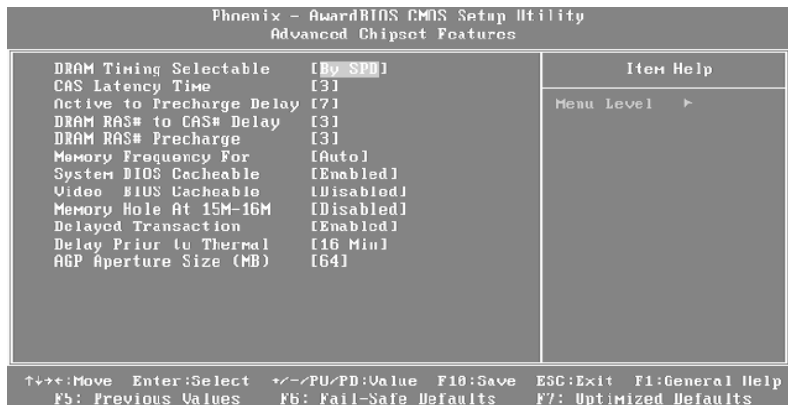 Phoenix - AwardBIOS CMOS Setup Utility
Advanced Chipset Features
DRAM Timing Selectable [By SPD]
CAS Latency Time [3]
Active to Precharge Delay [7]
DRAM RAS# to CAS# Delay [3]
DRAM RAS# Precharge [3]
Memory Frequency For [Auto]
System BIOS Cacheable [Enabled]
Video BIOS Cacheable [Disabled]
Memory Hole At 15M-16M [Disabled]
Delayed Transaction [Enabled]
Delay Prior to Thermal [16 Min]
AGP Aperture Size (MB) [64]
Item Help
Menu Level ►
↑↓→←:Move Enter:Select +/-/PU/PD:Value F10:Save ESC:Exit F1:General Help
F5: Previous Values F6: Fail-Safe Defaults F7: Optimized Defaults